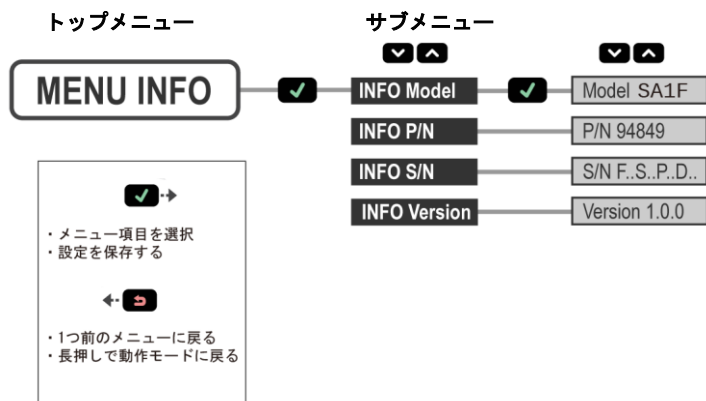 トップメニュー
サブメニュー
MENU INFO
INFO Model
Model SA1F
INFO P/N
P/N 94849
INFO S/N
S/N F..S..P..D..
INFO Version
Version 1.0.0
・メニュー項目を選択
・設定を保存する
・1つ前のメニューに戻る
・長押しで動作モードに戻る